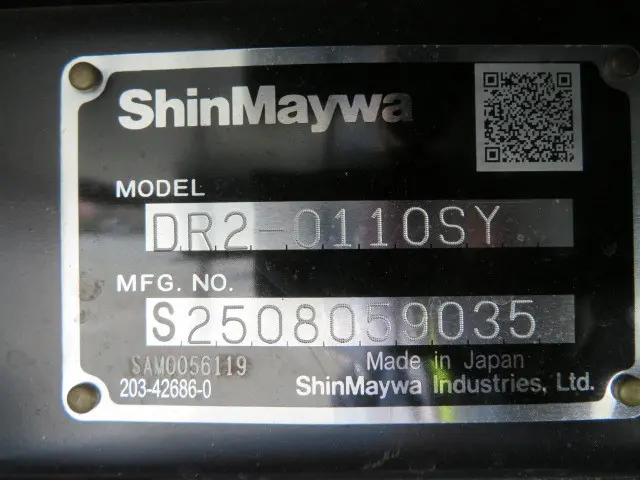 ShinMaywa
MODEL
DR2-0110SY
MFG. NO.
S2508059035
SAM0056119
Made in Japan
203-42686-0
ShinMaywa Industries, Ltd.